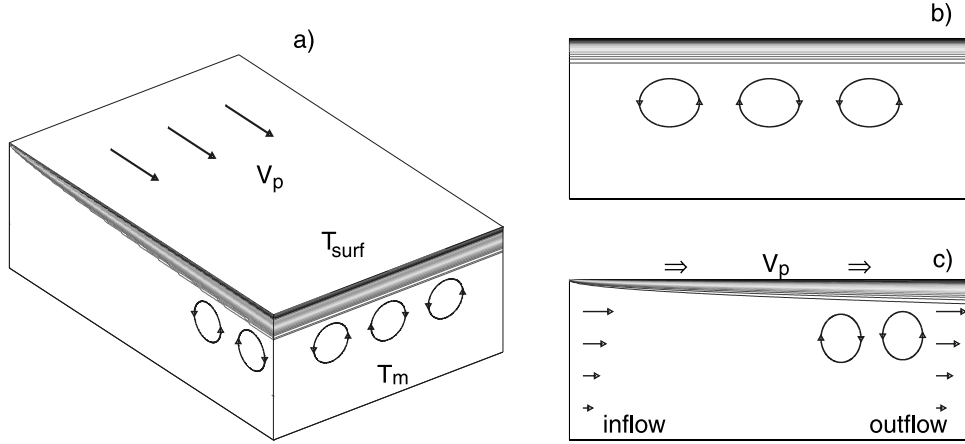 a)
V_p
T_surf
T_m
b)
c)
⇒ V_p ⇒
inflow outflow